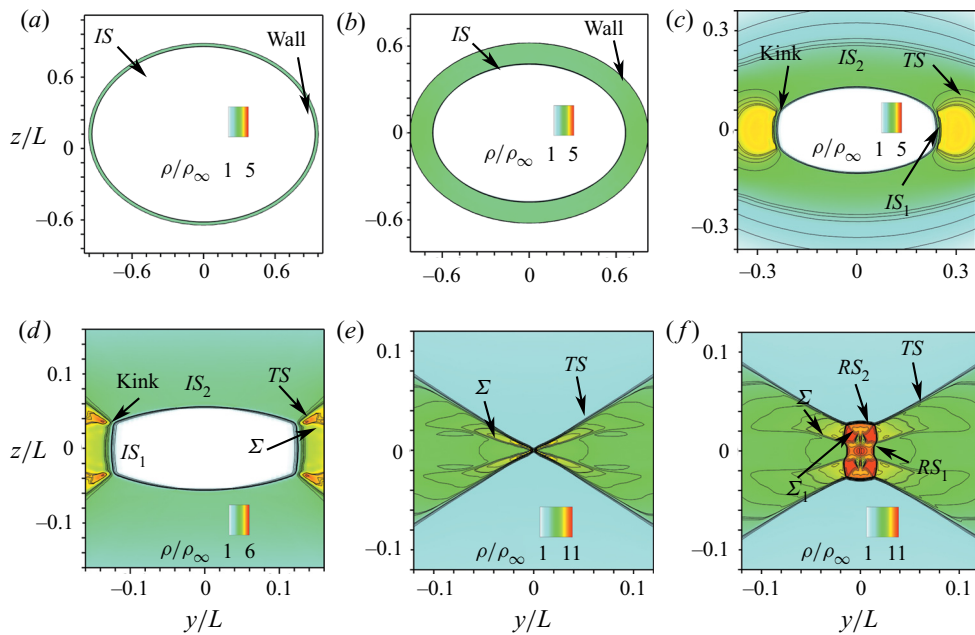 (a)
IS
Wall
0.6
z/L
0
ρ/ρ∞ 1 5
–0.6
–0.6 0 0.6
(b)
IS
Wall
0.6
0
ρ/ρ∞ 1 5
–0.6
–0.6 0 0.6
(c)
Kink
IS2
TS
0.3
0
ρ/ρ∞ 1 5
IS1
–0.3
–0.3 0 0.3
(d)
0.1
Kink
IS2
TS
z/L
0
IS1
Σ
–0.1
ρ/ρ∞ 1 6
–0.1 0 0.1
y/L
(e)
0.1
Σ
TS
0
–0.1
ρ/ρ∞ 1 11
–0.1 0 0.1
y/L
(f)
0.1
RS2
TS
Σ
0
Σ1
RS1
–0.1
ρ/ρ∞ 1 11
–0.1 0 0.1
y/L